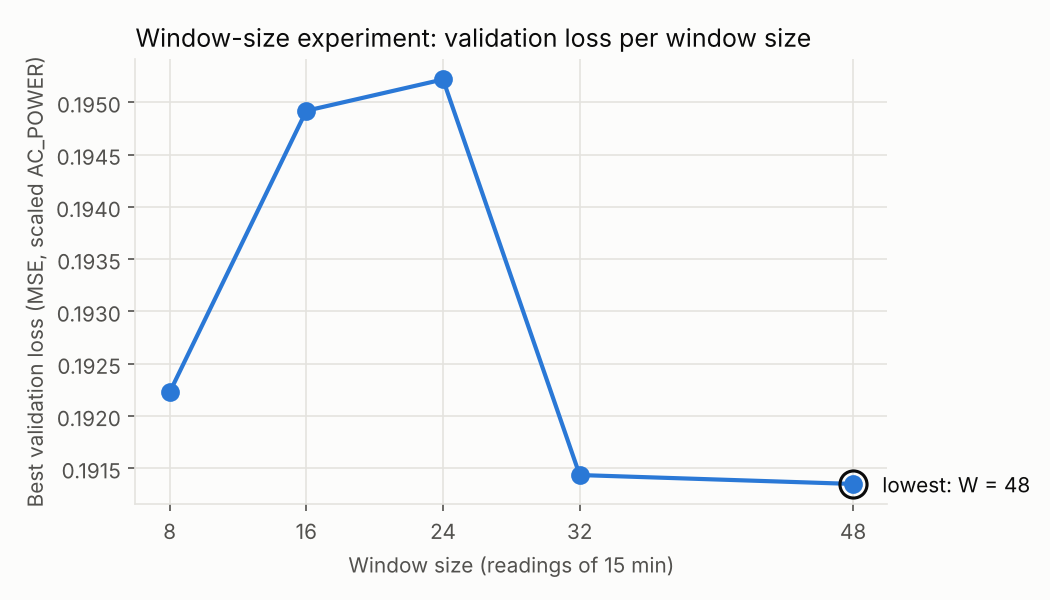 Window-size experiment: validation loss per window size
Best validation loss (MSE, scaled AC_POWER)
0.1950
0.1945
0.1940
0.1935
0.1930
0.1925
0.1920
0.1915
lowest: W = 48
8 16 24 32 48
Window size (readings of 15 min)